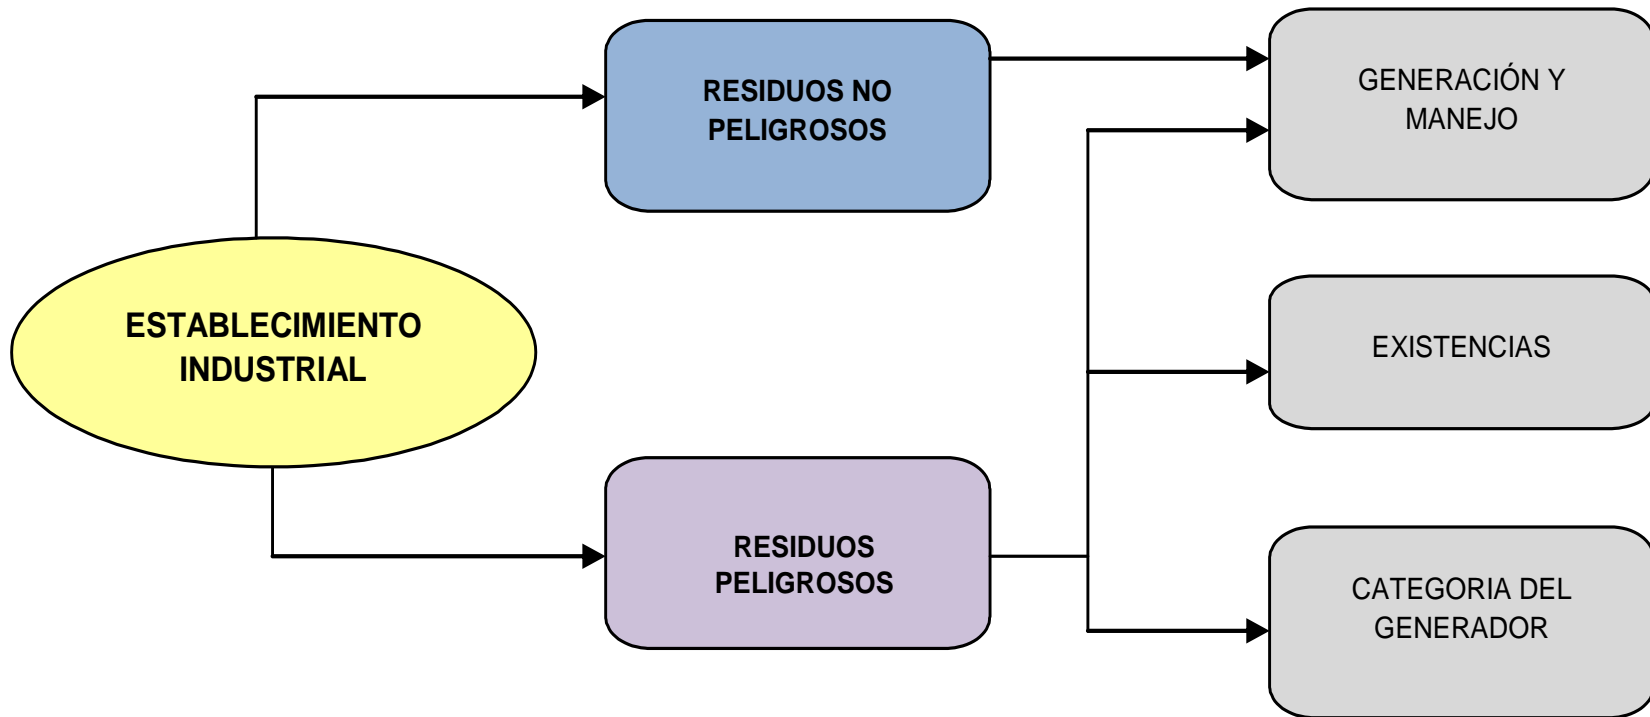 RESIDUOS NO
PELIGROSOS
GENERACIÓN Y
MANEJO
ESTABLECIMIENTO
INDUSTRIAL
EXISTENCIAS
RESIDUOS
PELIGROSOS
CATEGORIA DEL
GENERADOR